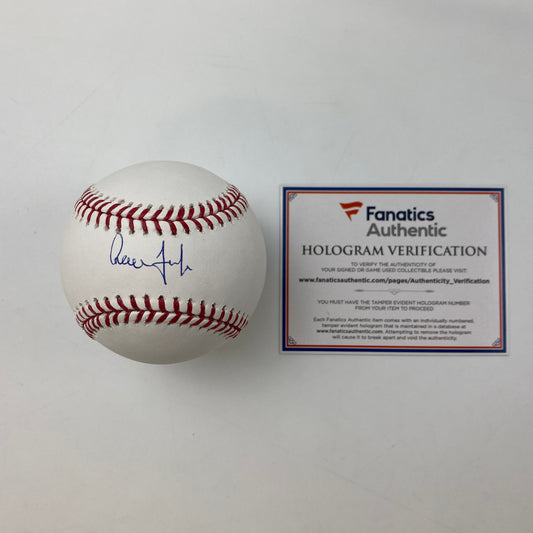 Fanatics
Authentic
HOLOGRAM VERIFICATION
TO VERIFY THE AUTHENTICITY OF
YOUR SIGNED OR GAME USED COLLECTIBLE PLEASE VISIT:
www.fanaticsauthentic.com/pages/Authenticity_Verification
YOU MUST HAVE THE TAMPER EVIDENT HOLOGRAM NUMBER
FROM YOUR ITEM TO PROCEED
Each Fanatics Authentic item comes with an individually numbered,
tamper evident hologram that is maintained in a database at
www.fanaticsauthentic.com. Attempting to remove the hologram
will cause it to break apart and void the authenticity.